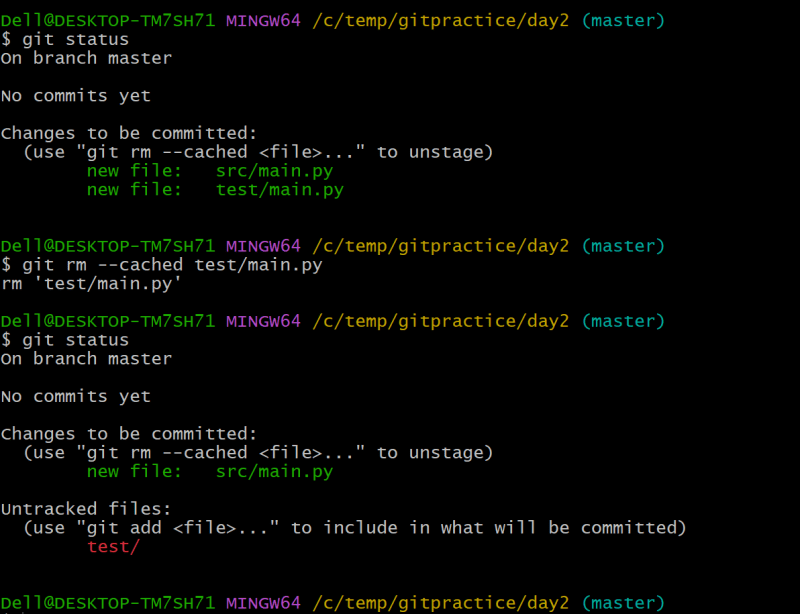 Dell@DESKTOP-TM7SH71 MINGW64 /c/temp/gitpractice/day2 (master)
$ git status
On branch master

No commits yet

Changes to be committed:
  (use "git rm --cached <file>..." to unstage)
        new file:   src/main.py
        new file:   test/main.py

Dell@DESKTOP-TM7SH71 MINGW64 /c/temp/gitpractice/day2 (master)
$ git rm --cached test/main.py
rm 'test/main.py'

Dell@DESKTOP-TM7SH71 MINGW64 /c/temp/gitpractice/day2 (master)
$ git status
On branch master

No commits yet

Changes to be committed:
  (use "git rm --cached <file>..." to unstage)
        new file:   src/main.py

Untracked files:
  (use "git add <file>..." to include in what will be committed)
        test/

Dell@DESKTOP-TM7SH71 MINGW64 /c/temp/gitpractice/day2 (master)